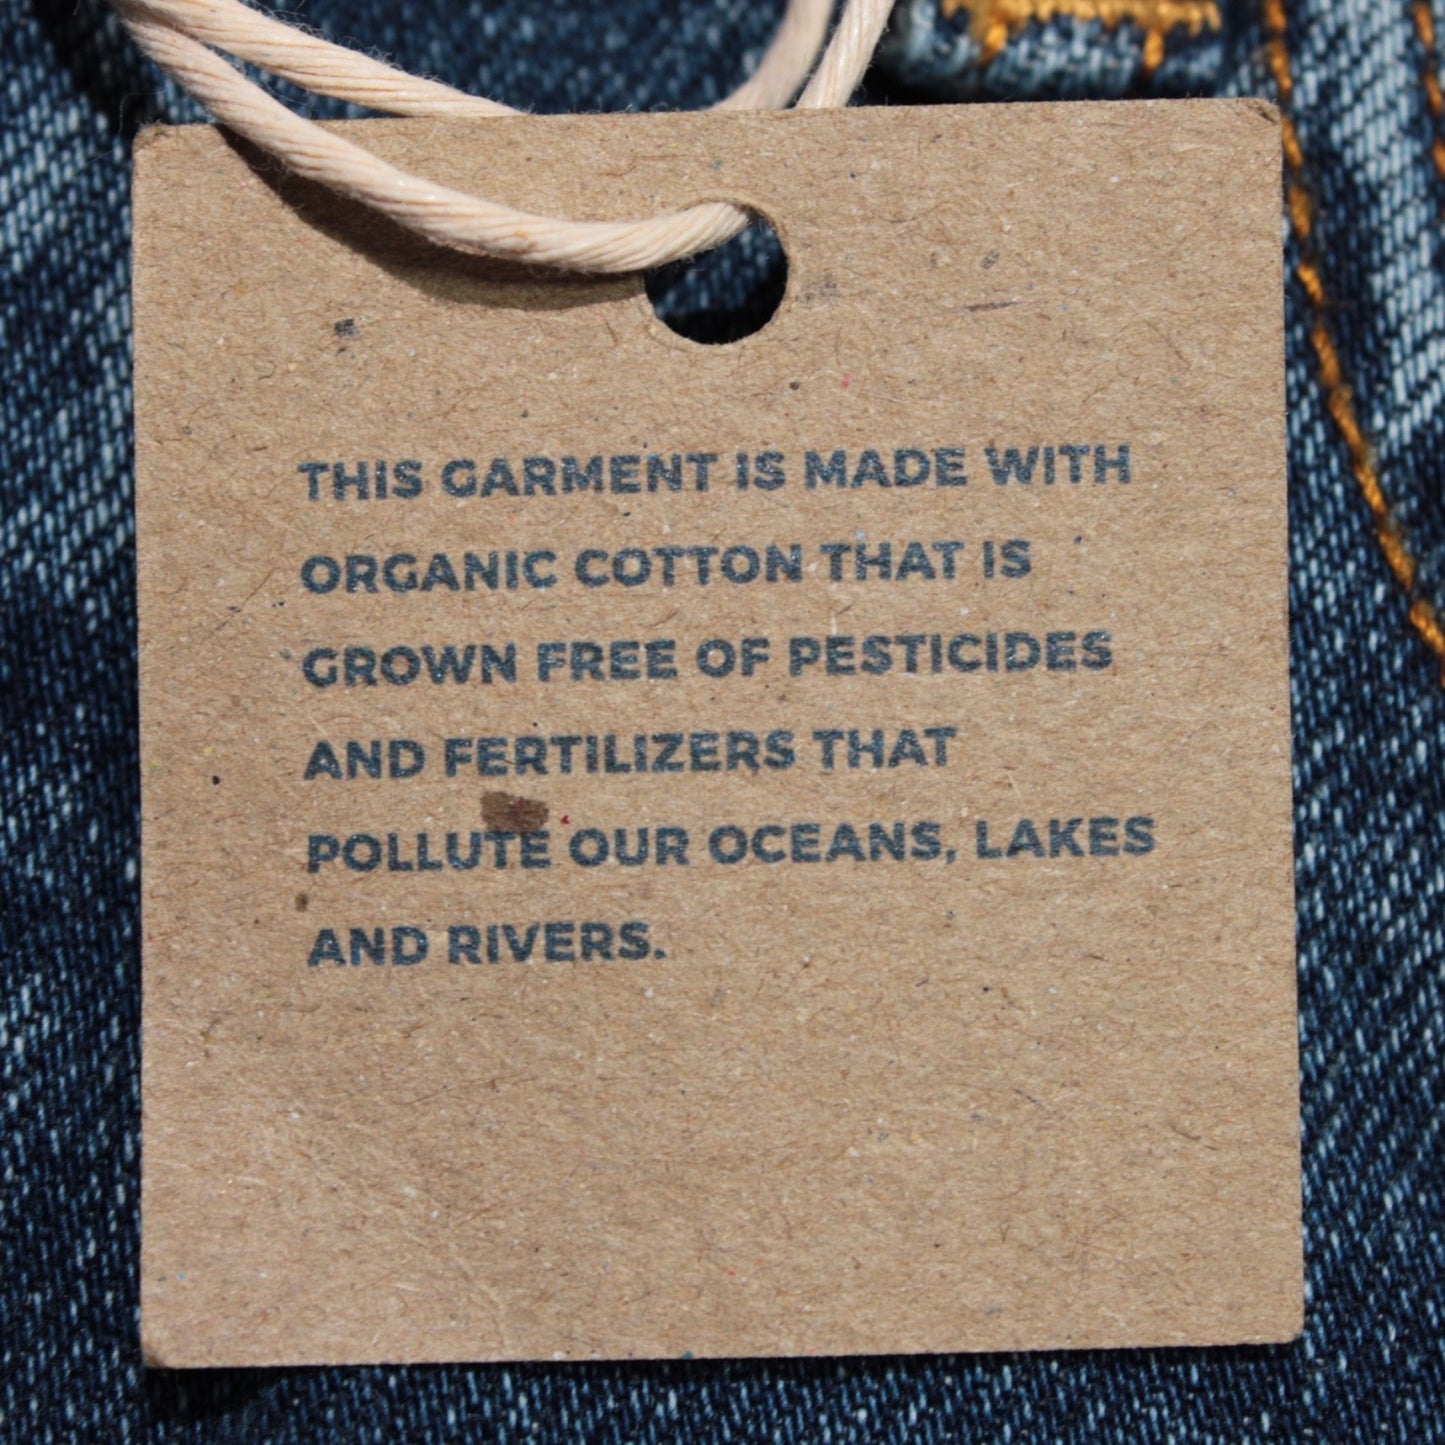 THIS GARMENT IS MADE WITH
ORGANIC COTTON THAT IS
GROWN FREE OF PESTICIDES
AND FERTILIZERS THAT
POLLUTE OUR OCEANS, LAKES
AND RIVERS.